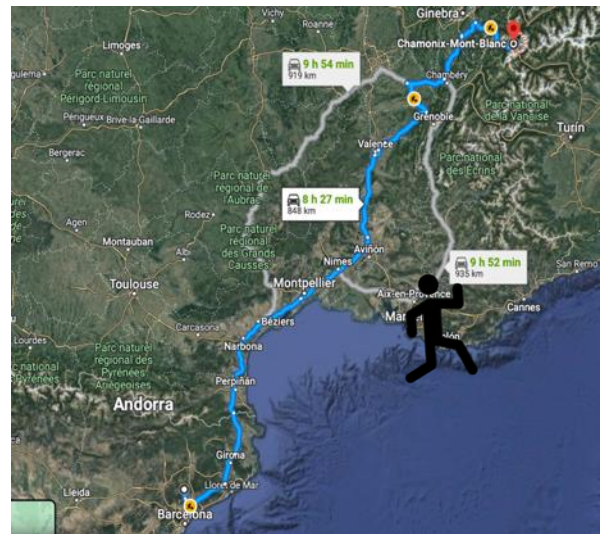 Vichy
Ginebra
Roanne
Limoges
Chamonix-Mont-Blanc
9 h 54 min
919 km
Parc naturel
régional
Périgord-Limousin
Chambéry
Parc national
de la Vanoise
Périgueux
Brive-la-Gaillarde
Grenoble
Turín
Valence
Bergerac
Parc national
des Ecrins
Parc naturel
régional de
l'Aubrac
8 h 27 min
848 km
Rodez
Parc naturel
régional
des Grands
Causses
Agen
Aviñón
Montauban
Albi
Nimes
9 h 52 min
935 km
San Remo
Montpellier
Toulouse
Aix-en-Provence
Cannes
Béziers
Carcasona
Lourdes
Narbona
Parc naturel
régional des
Pyrénées
Ariégeoises
Perpiñán
Andorra
Girona
Lloret de Mar
Lleida
Barcelona